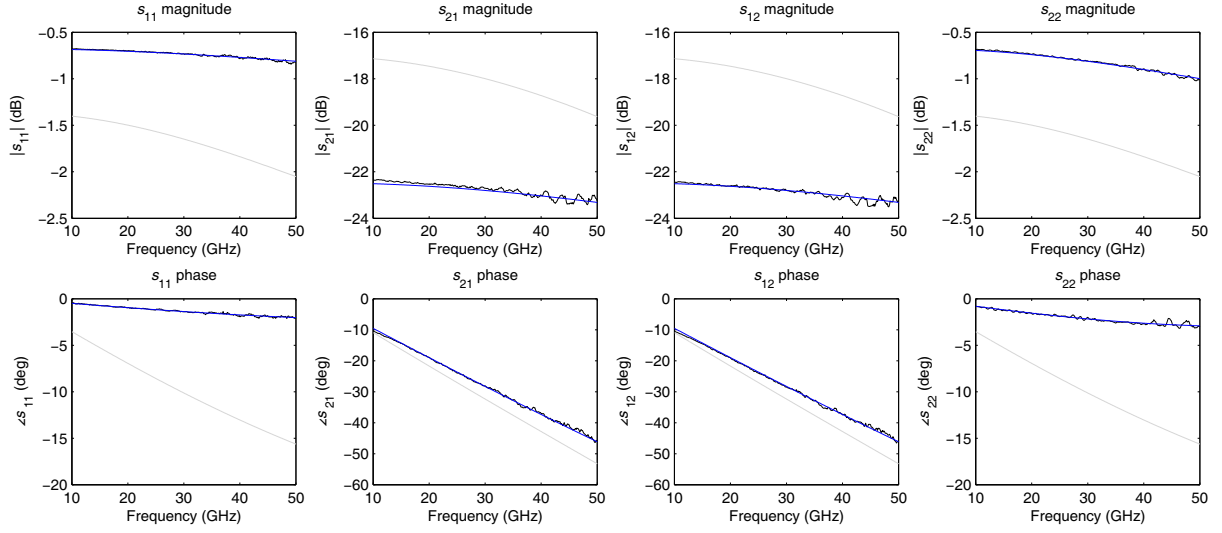 s11 magnitude
−0.5
−1
−1.5
−2
−2.5
10 20 30 40 50
|s11| (dB)
Frequency (GHz)
s21 magnitude
−16
−18
−20
−22
−24
10 20 30 40 50
|s21| (dB)
Frequency (GHz)
s12 magnitude
−16
−18
−20
−22
−24
10 20 30 40 50
|s12| (dB)
Frequency (GHz)
s22 magnitude
−0.5
−1
−1.5
−2
−2.5
10 20 30 40 50
|s22| (dB)
Frequency (GHz)
s11 phase
0
−5
−10
−15
−20
10 20 30 40 50
∠s11 (deg)
Frequency (GHz)
s21 phase
0
−10
−20
−30
−40
−50
−60
10 20 30 40 50
∠s21 (deg)
Frequency (GHz)
s12 phase
0
−10
−20
−30
−40
−50
−60
10 20 30 40 50
∠s12 (deg)
Frequency (GHz)
s22 phase
0
−5
−10
−15
−20
10 20 30 40 50
∠s22 (deg)
Frequency (GHz)